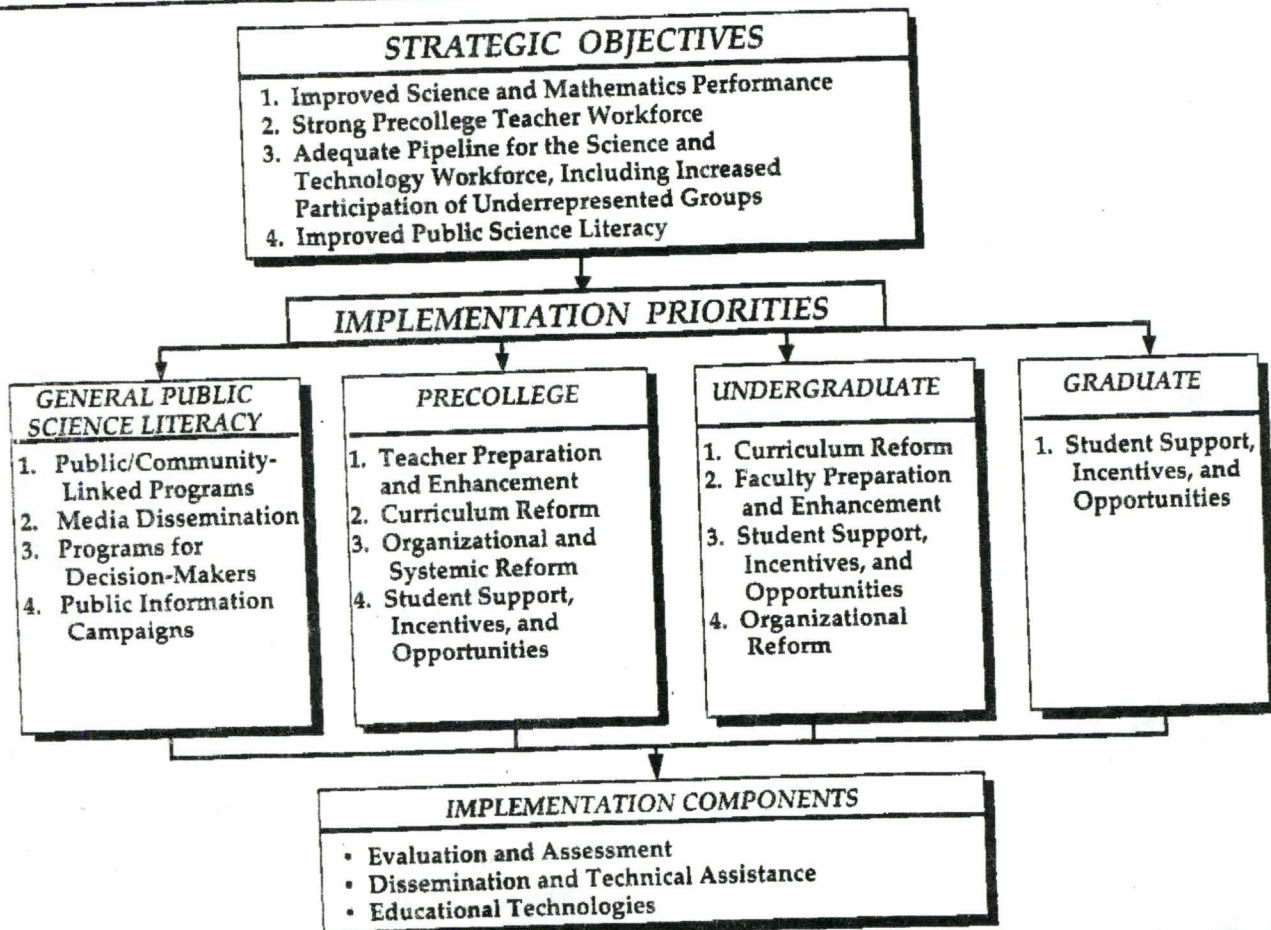 STRATEGIC OBJECTIVES
1. Improved Science and Mathematics Performance
2. Strong Precollege Teacher Workforce
3. Adequate Pipeline for the Science and
Technology Workforce, Including Increased
Participation of Underrepresented Groups
4. Improved Public Science Literacy
IMPLEMENTATION PRIORITIES
GENERAL PUBLIC
SCIENCE LITERACY
1. Public/Community-
Linked Programs
2. Media Dissemination
3. Programs for
Decision-Makers
4. Public Information
Campaigns
PRECOLLEGE
1. Teacher Preparation
and Enhancement
2. Curriculum Reform
3. Organizational and
Systemic Reform
4. Student Support,
Incentives, and
Opportunities
UNDERGRADUATE
1. Curriculum Reform
2. Faculty Preparation
and Enhancement
3. Student Support,
Incentives, and
Opportunities
4. Organizational
Reform
GRADUATE
1. Student Support,
Incentives, and
Opportunities
IMPLEMENTATION COMPONENTS
• Evaluation and Assessment
• Dissemination and Technical Assistance
• Educational Technologies